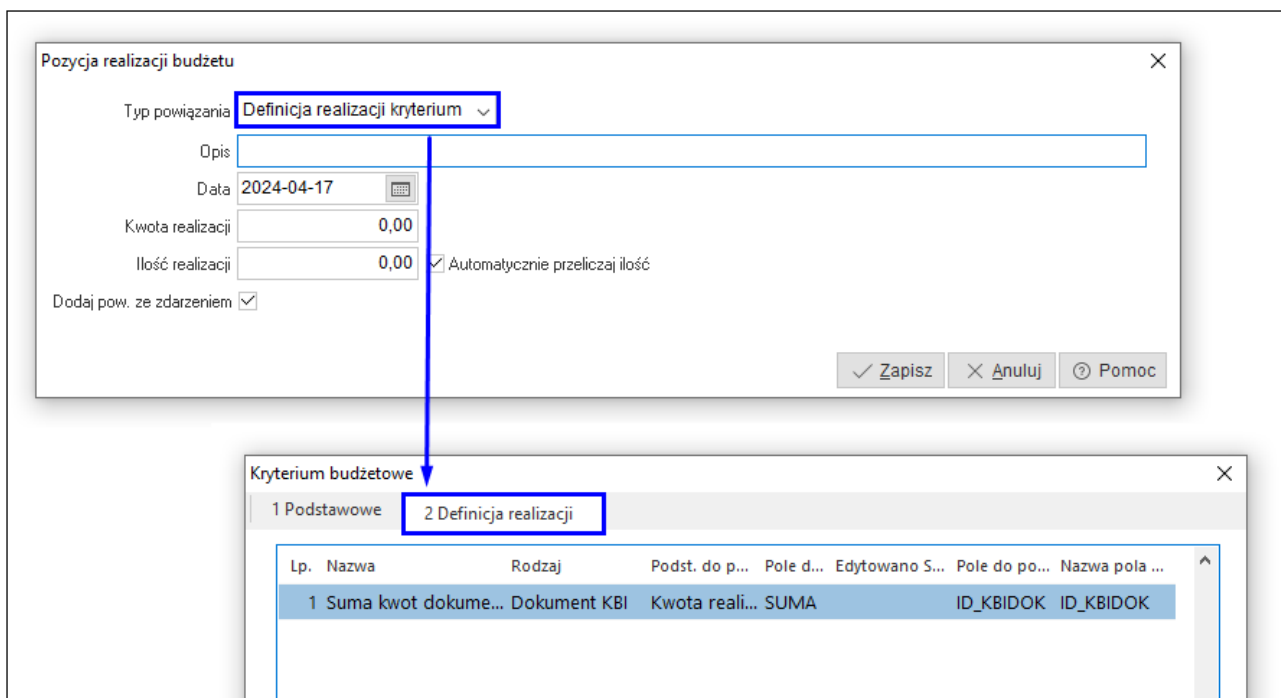 Pozycja realizacji budżetu
Typ powiązania Definicja realizacji kryterium
Opis
Data 2024-04-17
Kwota realizacji 0,00
Ilość realizacji 0,00 Automatycznie przeliczaj ilość
Dodaj pow. ze zdarzeniem
Zapisz Anuluj Pomoc
Kryterium budżetowe
1 Podstawowe 2 Definicja realizacji
Lp. Nazwa Rodzaj Podst. do p... Pole d... Edytowano S... Pole do po... Nazwa pola ...
1 Suma kwot dokume... Dokument KBI Kwota reali... SUMA ID_KBIDOK ID_KBIDOK